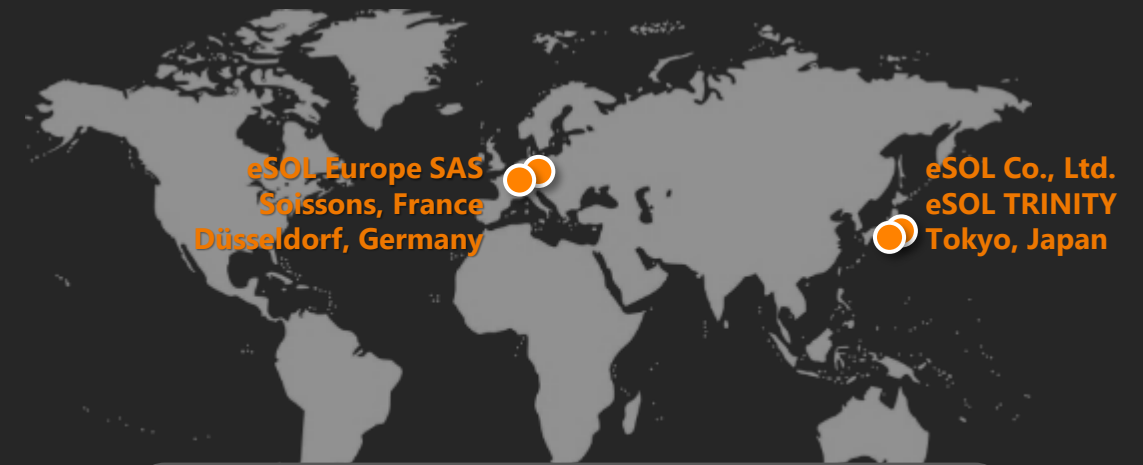 eSOL Europe SAS
Soissons, France
Düsseldorf, Germany
eSOL Co., Ltd.
eSOL TRINITY
Tokyo, Japan